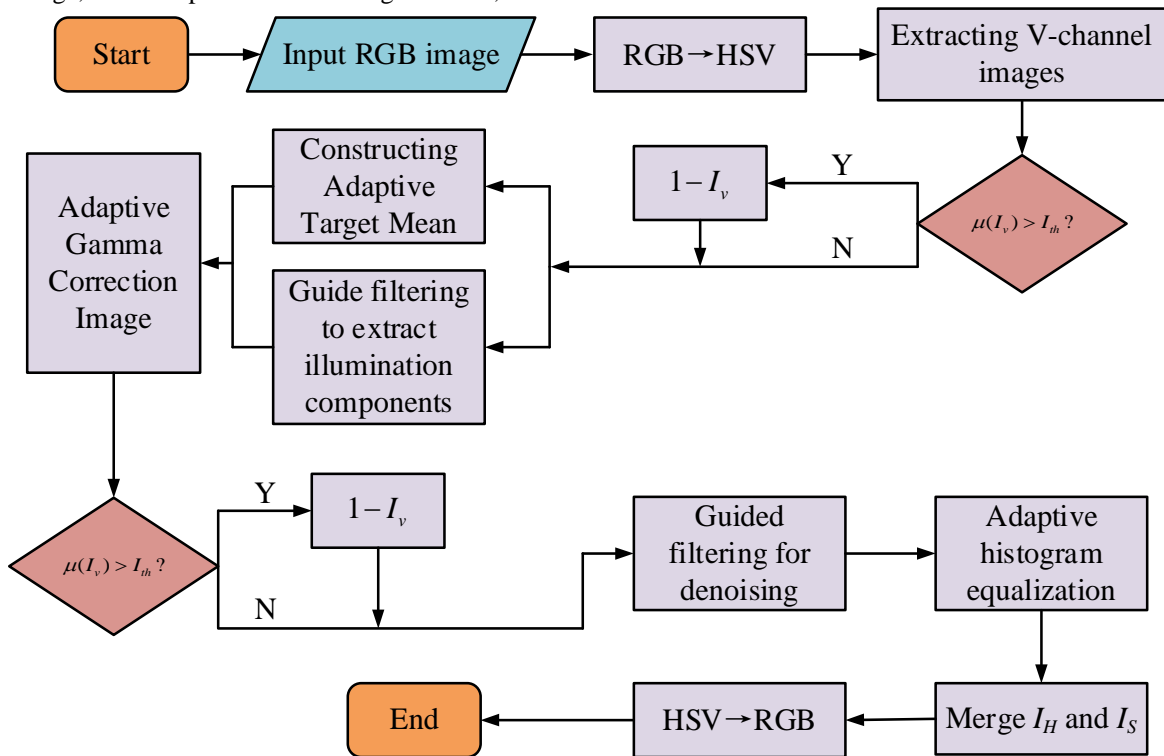 Start
Input RGB image
RGB→HSV
Extracting V-channel
images
μ(I_v) > I_th ?
Y
N
1− I_v
Constructing
Adaptive
Target Mean
Guide filtering
to extract
illumination
components
Adaptive
Gamma
Correction
Image
μ(I_v) > I_th ?
Y
N
1− I_v
Guided
filtering for
denoising
Adaptive
histogram
equalization
Merge I_H and I_S
HSV→RGB
End